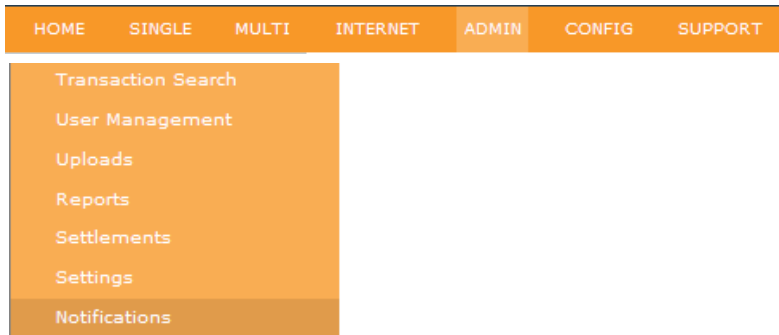 HOME SINGLE MULTI INTERNET ADMIN CONFIG SUPPORT
Transaction Search
User Management
Uploads
Reports
Settlements
Settings
Notifications